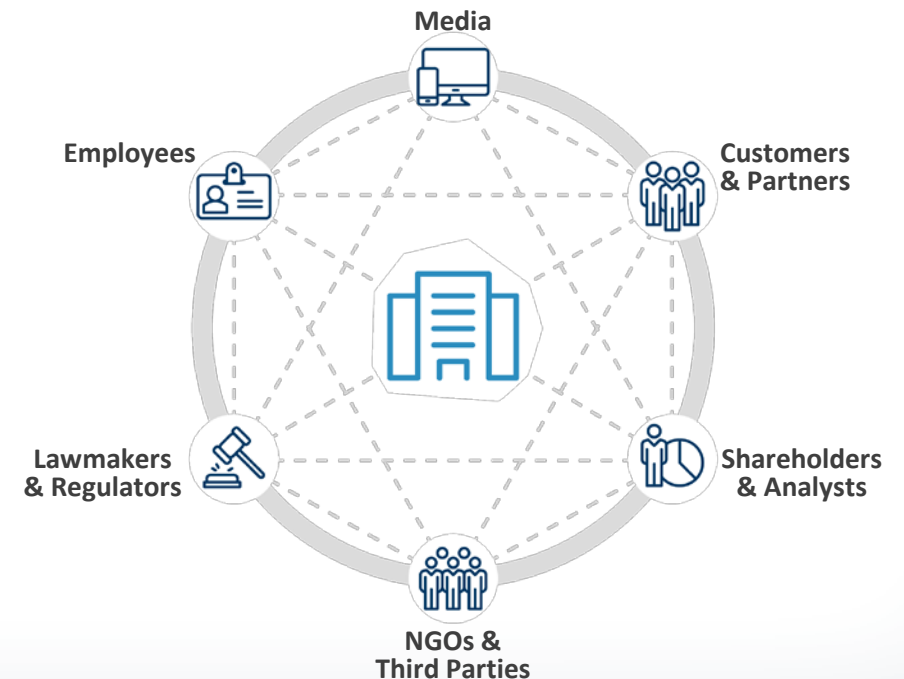 Media
Employees
Customers
& Partners
Lawmakers
& Regulators
Shareholders
& Analysts
NGOs &
Third Parties